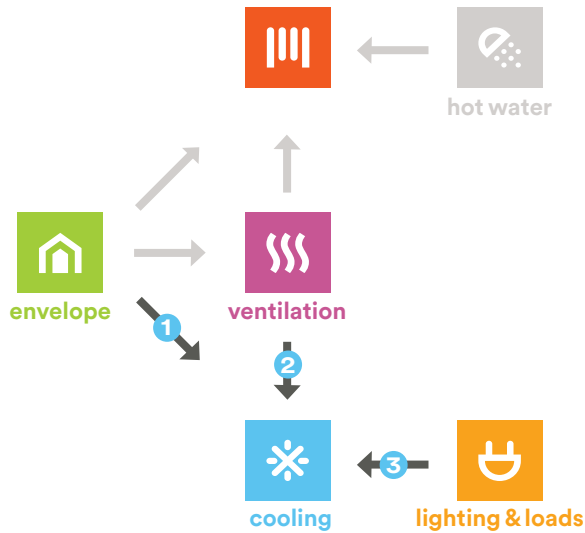 hot water
envelope
ventilation
1
2
3
cooling
lighting & loads